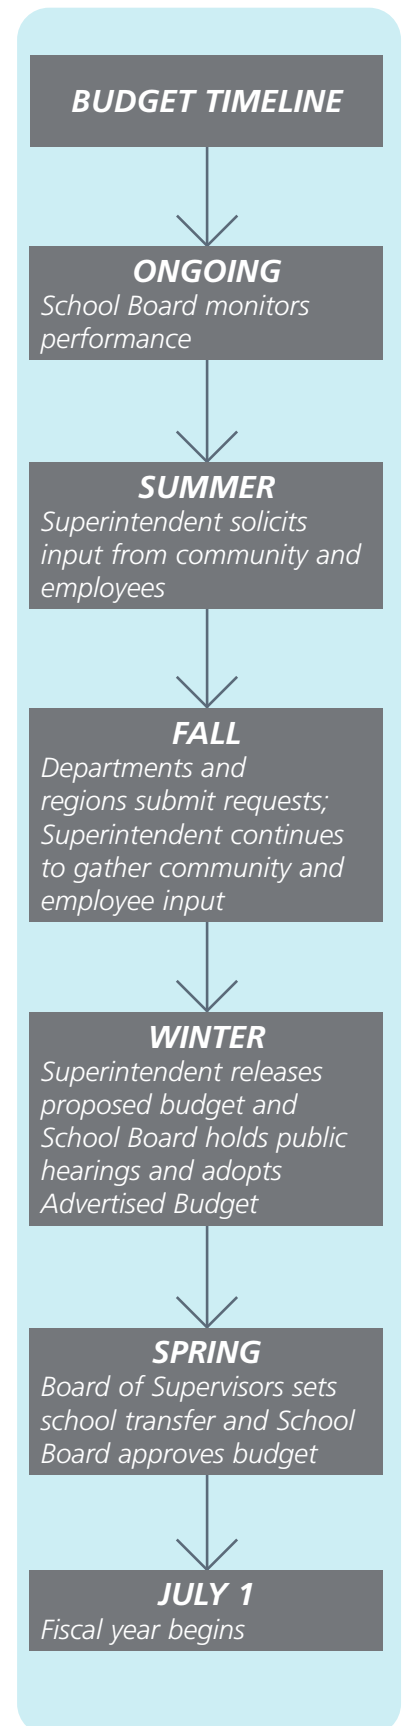 BUDGET TIMELINE
ONGOING
School Board monitors
performance
SUMMER
Superintendent solicits
input from community and
employees
FALL
Departments and
regions submit requests;
Superintendent continues
to gather community and
employee input
WINTER
Superintendent releases
proposed budget and
School Board holds public
hearings and adopts
Advertised Budget
SPRING
Board of Supervisors sets
school transfer and School
Board approves budget
JULY 1
Fiscal year begins